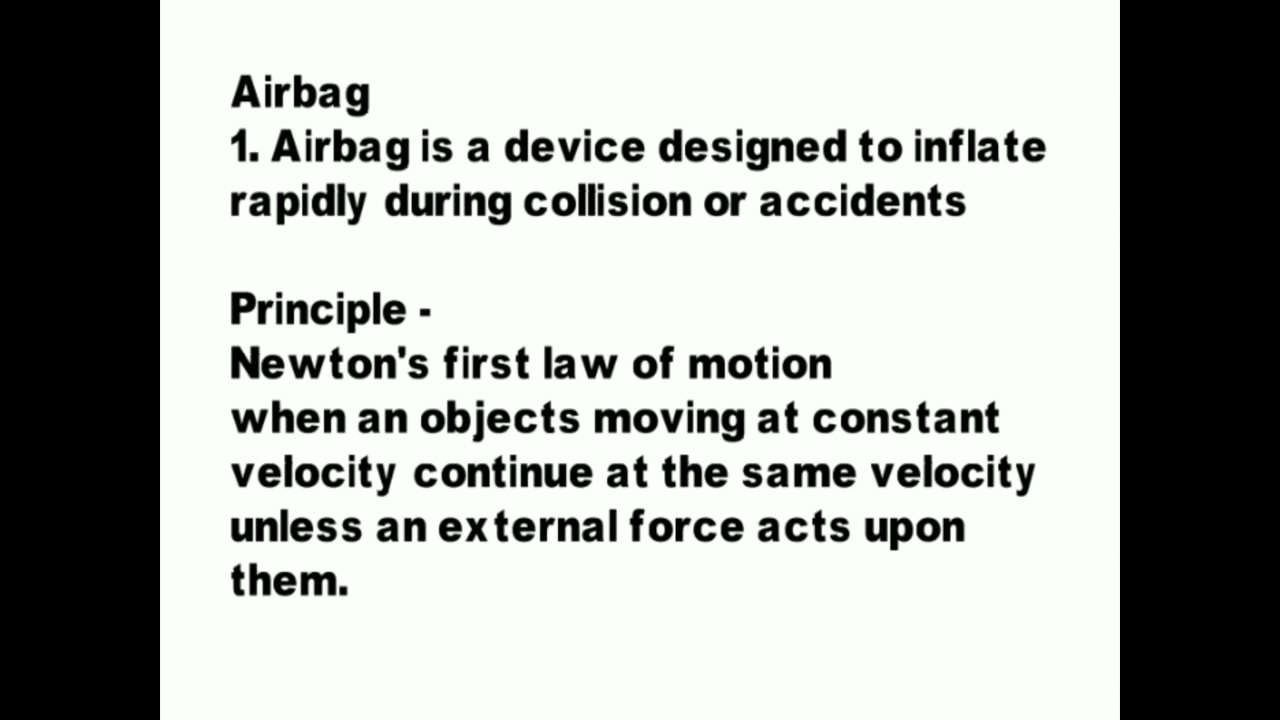 Airbag
1. Airbag is a device designed to inflate
rapidly during collision or accidents
Principle -
Newton's first law of motion
when an objects moving at constant
velocity continue at the same velocity
unless an external force acts upon
them.